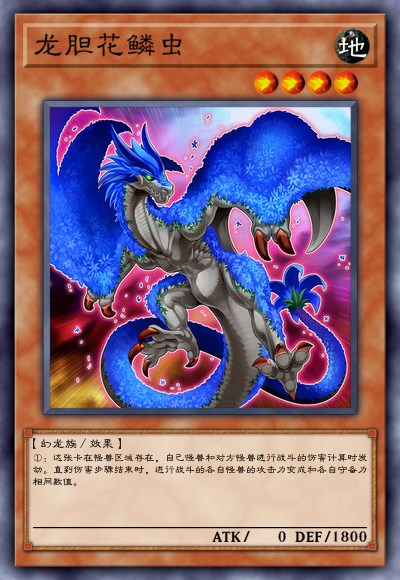 龙胆花鳞虫
地
【幻龙族／效果】
①：这张卡在怪兽区域存在，自己怪兽和对方怪兽进行战斗的伤害计算时发
动。直到伤害步骤结束时，进行战斗的各自怪兽的攻击力变成和各自守备力
相同数值。
ATK/ 0 DEF/1800